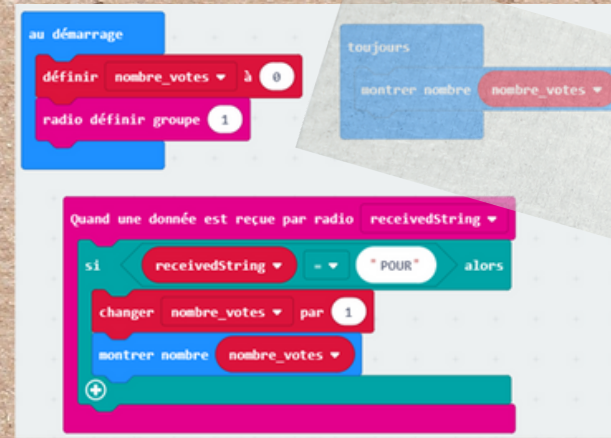 au démarrage
définir nombre_votes à 0
radio définir groupe 1
toujours
montrer nombre nombre_votes
Quand une donnée est reçue par radio receivedString
si receivedString = "POUR" alors
changer nombre_votes par 1
montrer nombre nombre_votes